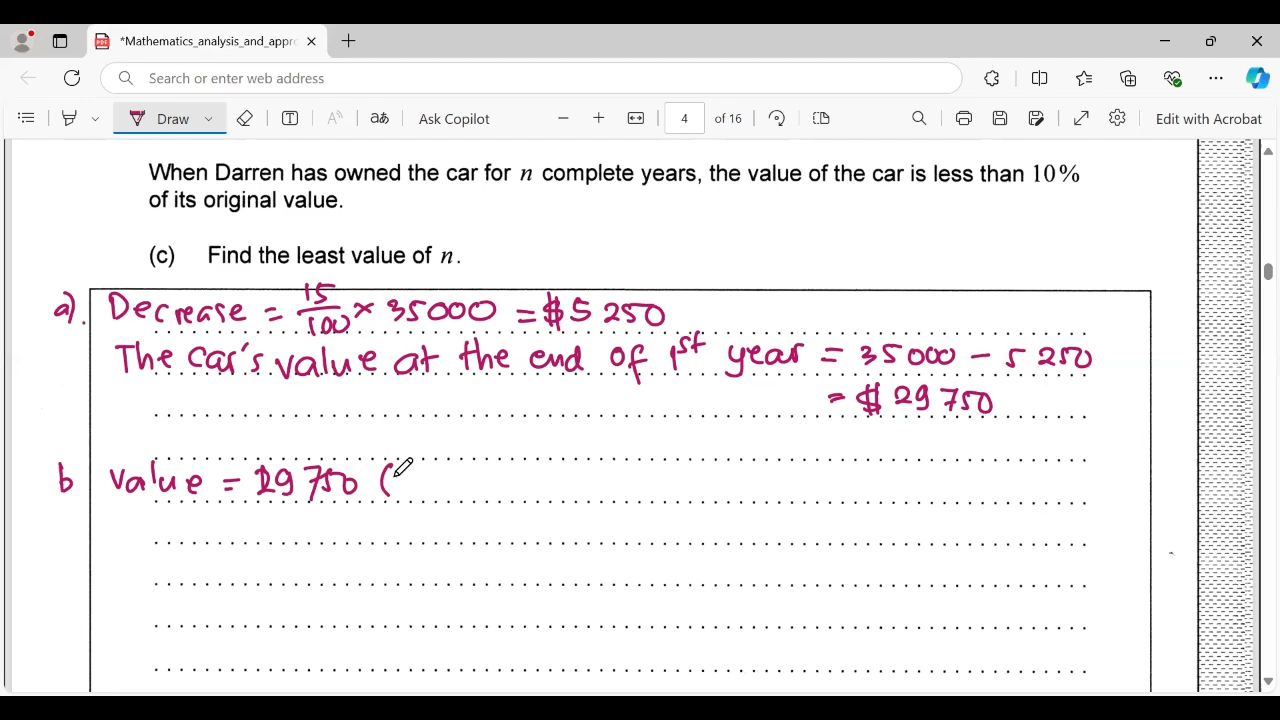 *Mathematics_analysis_and_appro
Search or enter web address
Draw
Ask Copilot
4 of 16
Edit with Acrobat
When Darren has owned the car for n complete years, the value of the car is less than 10%
of its original value.
(c) Find the least value of n.
a). Decrease = 15/100 × 35000 = $5 250
The car's value at the end of 1st year = 35000 − 5 250
= $29 750
b value = 29 750 (